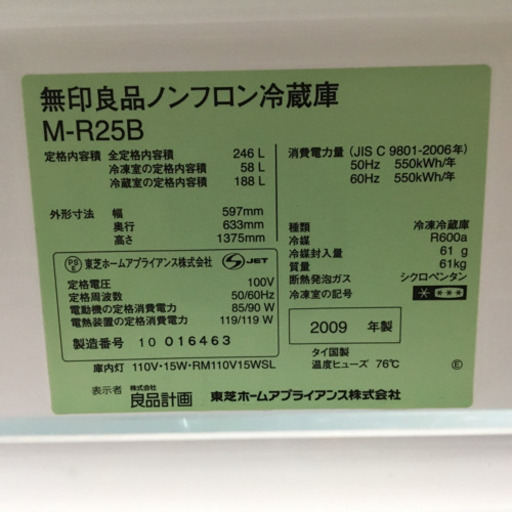 無印良品ノンフロン冷蔵庫
M-R25B
定格内容積 全定格内容積 246 L
冷凍室の定格内容積 58 L
冷蔵室の定格内容積 188 L
外形寸法 幅 597mm
奥行 633mm
高さ 1375mm
PS E 東芝ホームアプライアンス株式会社 S JET
定格電圧 100V
定格周波数 50/60Hz
電動機の定格消費電力 85/90 W
電熱装置の定格消費電力 119/119 W
製造番号 10 016463
庫内灯 110V・15W・RM110V15WSL
消費電力量 (JIS C 9801-2006年)
50Hz 550kWh/年
60Hz 550kWh/年
種類 冷凍冷蔵庫
冷媒 R600a
冷媒封入量 61 g
質量 61kg
断熱発泡ガス シクロペンタン
冷凍室の記号 * ***
2009 年製
タイ国製
温度ヒューズ 76℃
E
表示者 株式会社 良品計画 東芝ホームアプライアンス株式会社